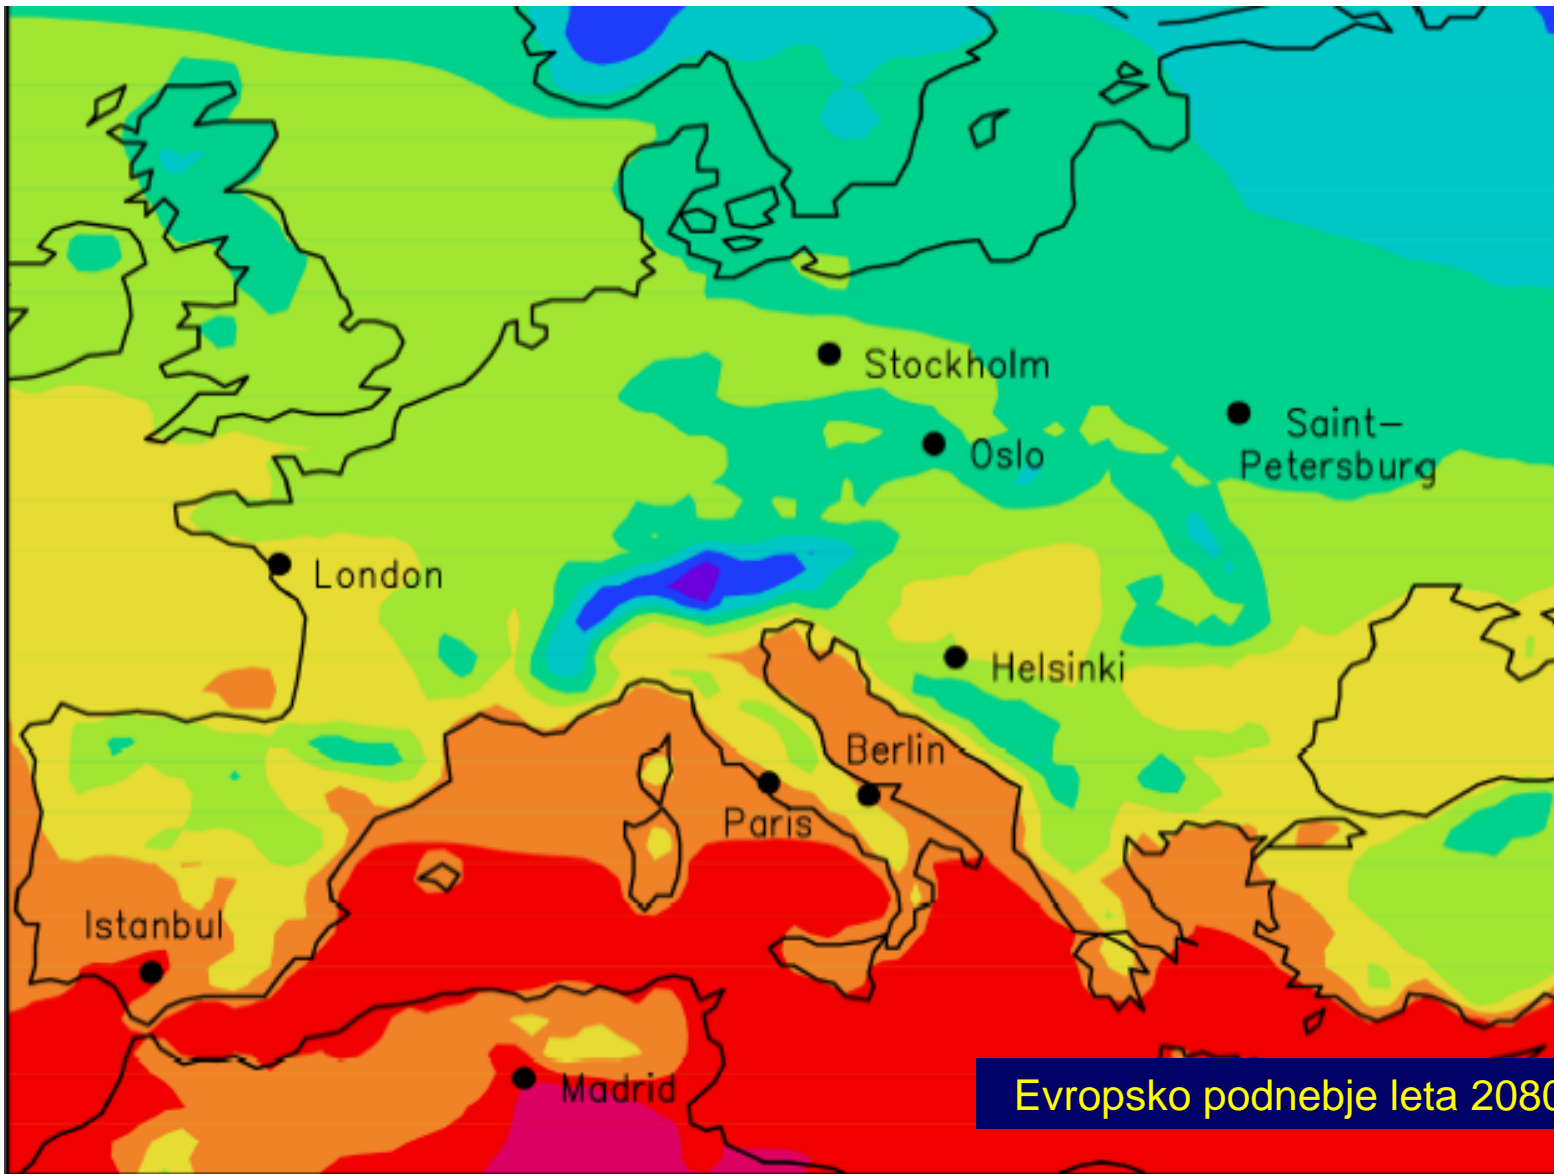 Stockholm
Saint-
Petersburg
Oslo
London
Helsinki
Berlin
Paris
Istanbul
Madrid
Evropsko podnebje leta 2080